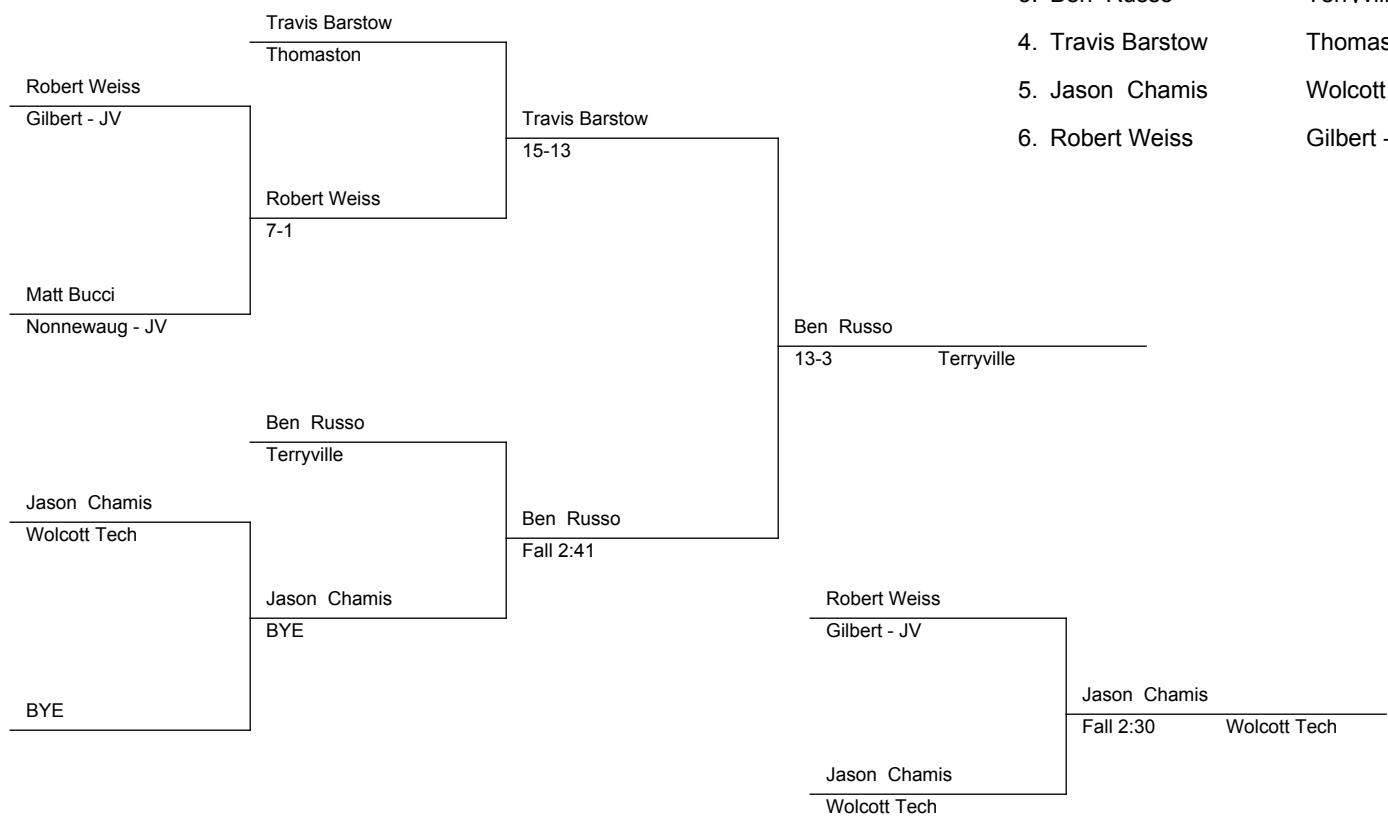 Travis Barstow
Thomaston
4. Travis Barstow
5. Jason Chamis Wolcott
6. Robert Weiss Gilbert -
Robert Weiss
Gilbert - JV
Travis Barstow
15-13
Robert Weiss
7-1
Matt Bucci
Nonnewaug - JV
Ben Russo
13-3 Terryville
Ben Russo
Terryville
Jason Chamis
Wolcott Tech
Ben Russo
Fall 2:41
Jason Chamis
BYE
Robert Weiss
Gilbert - JV
BYE
Jason Chamis
Fall 2:30 Wolcott Tech
Jason Chamis
Wolcott Tech